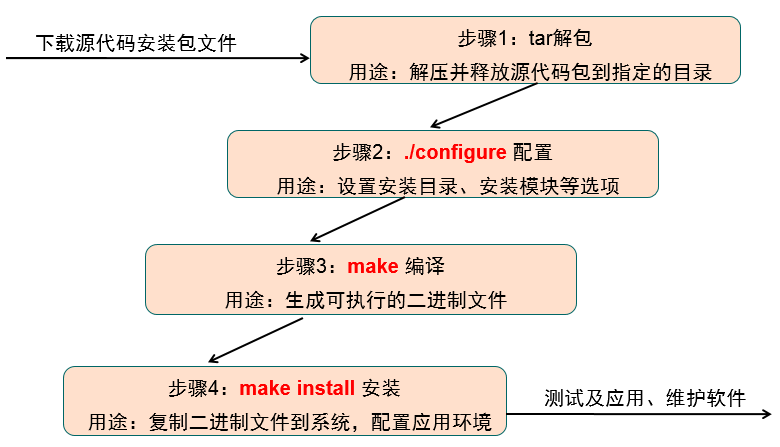 下载源代码安装包文件
步骤1：tar解包
用途：解压并释放源代码包到指定的目录
步骤2：./configure 配置
用途：设置安装目录、安装模块等选项
步骤3：make 编译
用途：生成可执行的二进制文件
步骤4：make install 安装
用途：复制二进制文件到系统，配置应用环境
测试及应用、维护软件